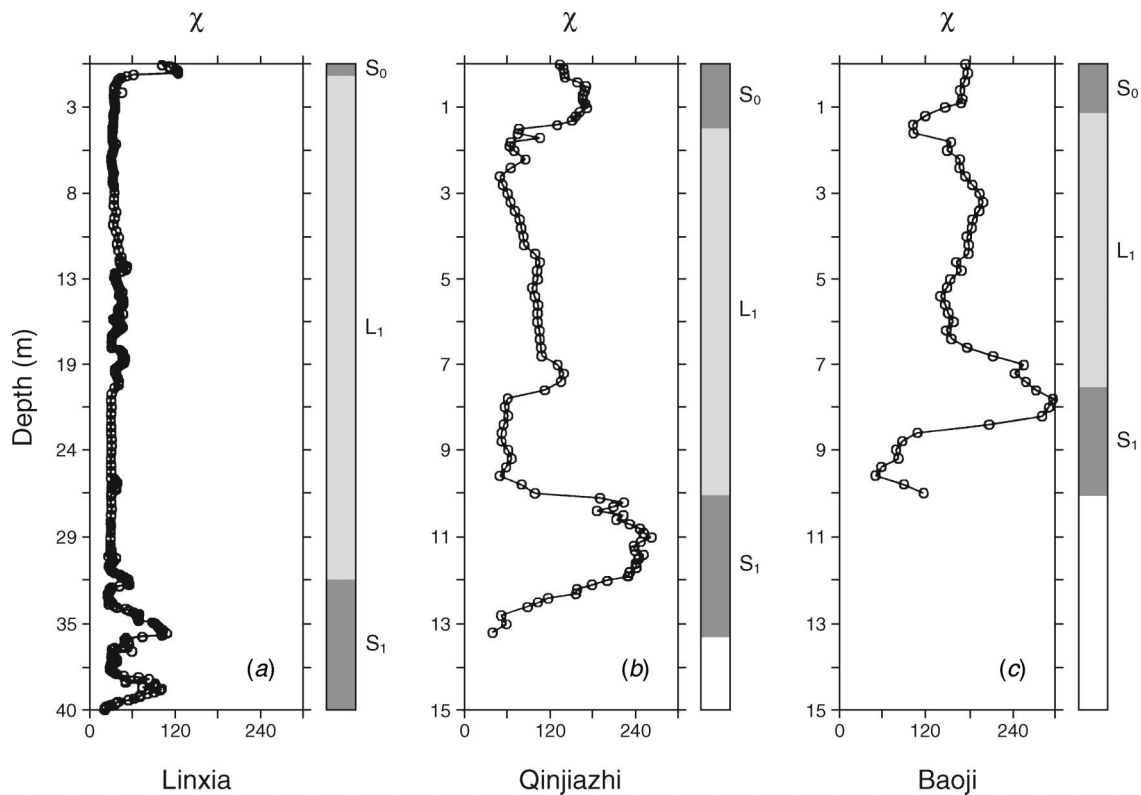 χ
χ
χ
Depth (m)
3
8
13
19
24
29
35
40
0
120
240
S₀
L₁
S₁
(a)
Linxia
1
3
5
7
9
11
13
15
0
120
240
S₀
L₁
S₁
(b)
Qinjiazhi
1
3
5
7
9
11
13
15
0
120
240
S₀
L₁
S₁
(c)
Baoji